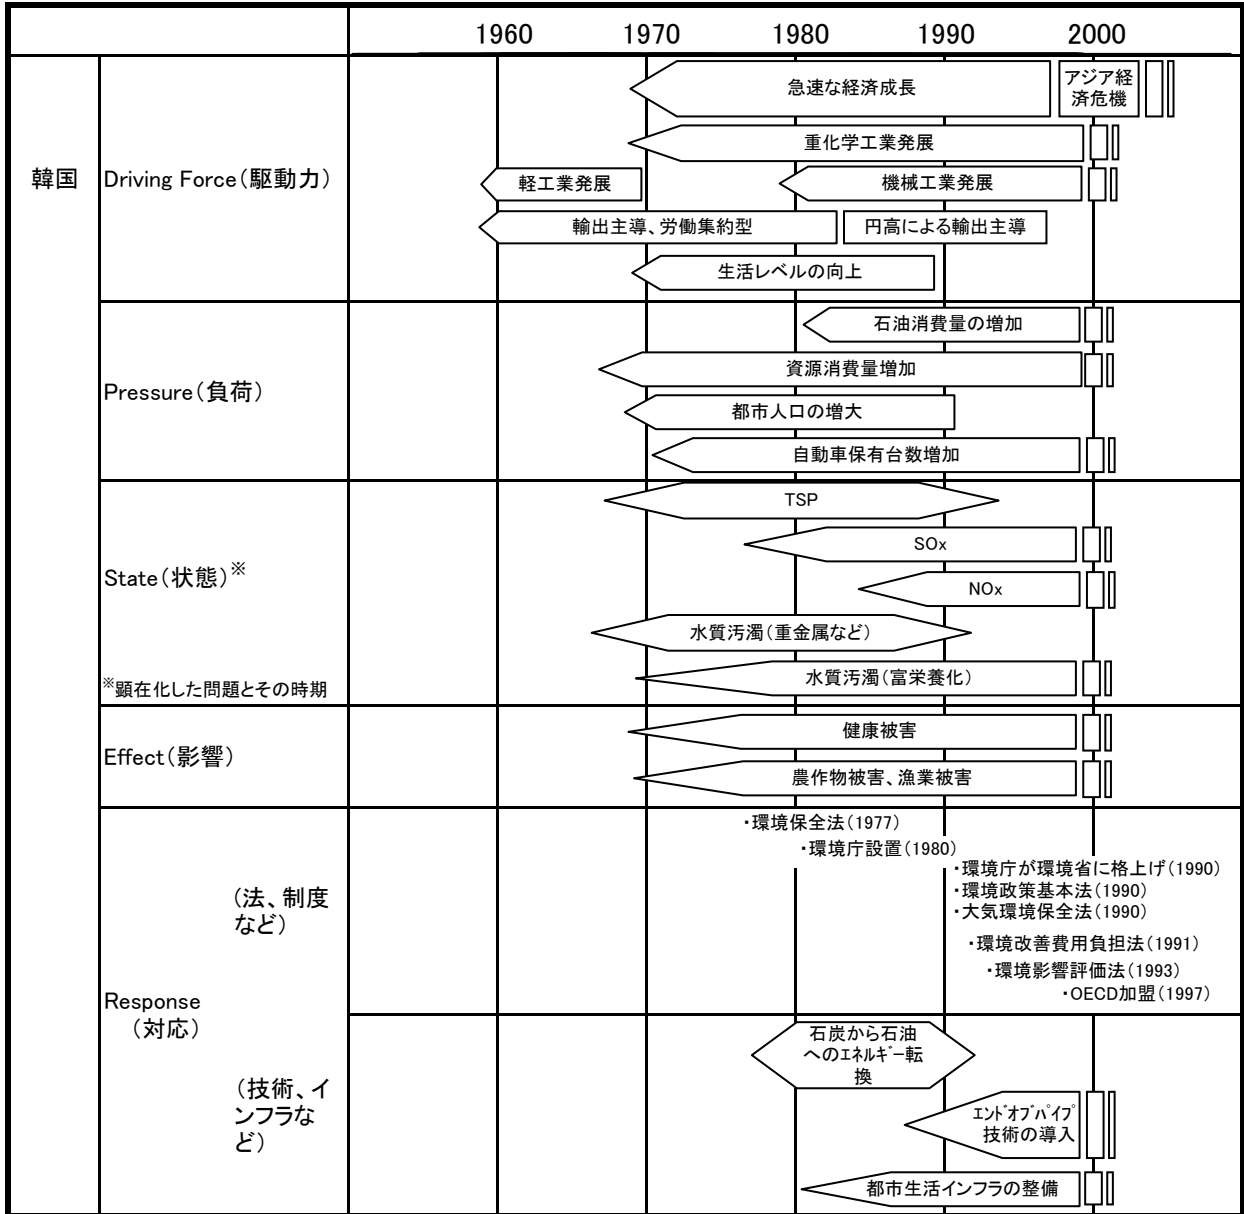 1960 1970 1980 1990 2000
韓国
Driving Force(駆動力)
急速な経済成長
アジア経
済危機
重化学工業発展
軽工業発展
機械工業発展
輸出主導、労働集約型
円高による輸出主導
生活レベルの向上
Pressure(負荷)
石油消費量の増加
資源消費量増加
都市人口の増大
自動車保有台数増加
State(状態)※
※顕在化した問題とその時期
TSP
SOx
NOx
水質汚濁(重金属など)
水質汚濁(富栄養化)
Effect(影響)
健康被害
農作物被害、漁業被害
Response
(対応)
(法、制度
など)
・環境保全法(1977)
・環境庁設置(1980)
・環境庁が環境省に格上げ(1990)
・環境政策基本法(1990)
・大気環境保全法(1990)
・環境改善費用負担法(1991)
・環境影響評価法(1993)
・OECD加盟(1997)
(技術、イ
ンフラな
ど)
石炭から石油
へのエネルギー転
換
エンドオブパイプ
技術の導入
都市生活インフラの整備